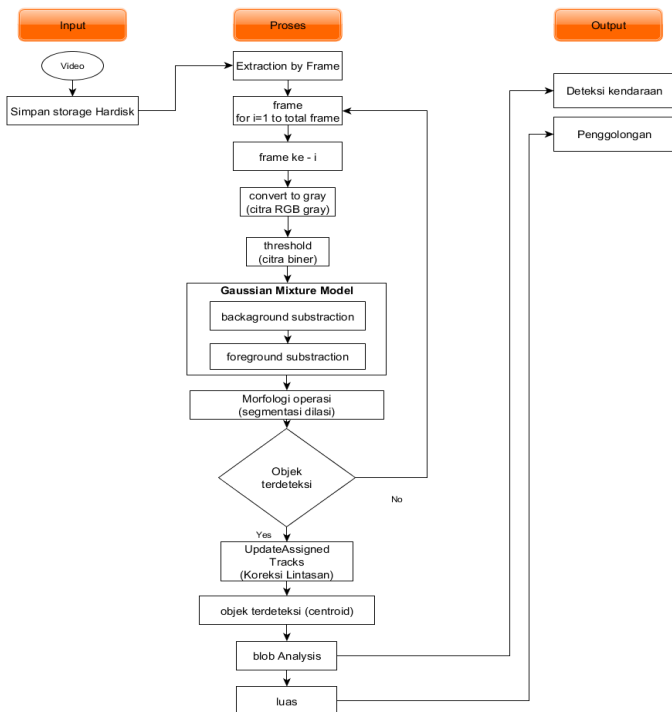 Input
Proses
Output
Video
Simpan storage Hardisk
Extraction by Frame
frame
for i=1 to total frame
frame ke - i
convert to gray
(citra RGB gray)
threshold
(citra biner)
Gaussian Mixture Model
backaground substraction
foreground substraction
Morfologi operasi
(segmentasi dilasi)
Objek
terdeteksi
No
Yes
UpdateAssigned
Tracks
(Koreksi Lintasan)
objek terdeteksi (centroid)
blob Analysis
luas
Deteksi kendaraan
Penggolongan